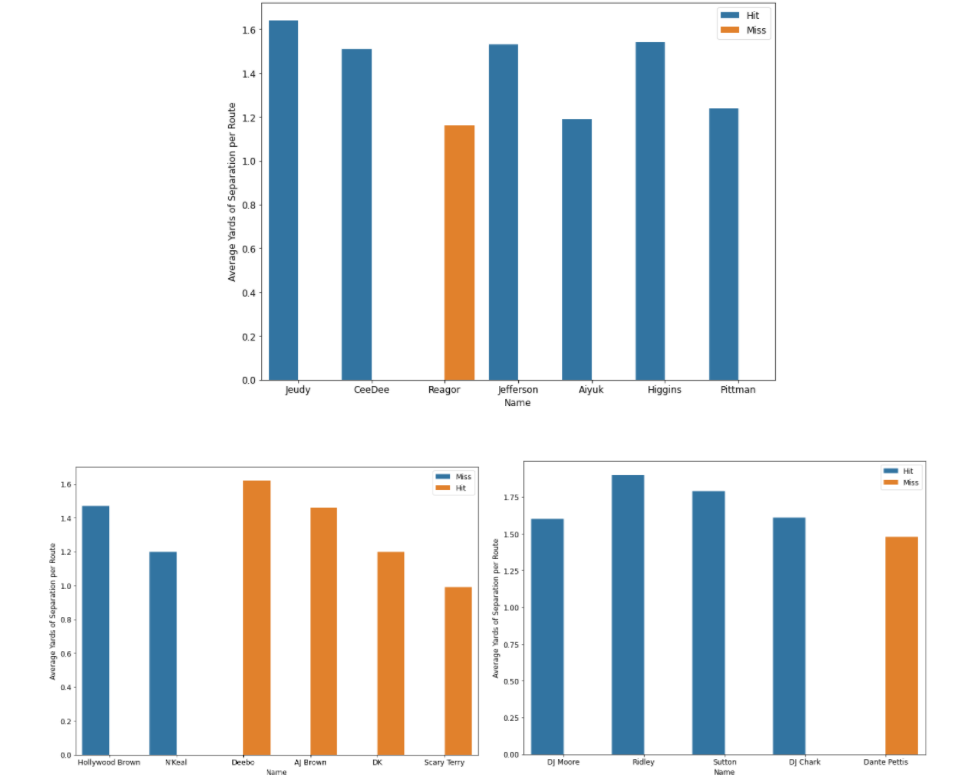 Hit
Miss
1.6
1.4
1.2
1.0
0.8
0.6
0.4
0.2
0.0
Average Yards of Separation per Route
Jeudy CeeDee Reagor Jefferson Aiyuk Higgins Pittman
Name
Miss
Hit
1.6
1.4
1.2
1.0
0.8
0.6
0.4
0.2
0.0
Average Yards of Separation per Route
Hollywood Brown N'Keal Deebo AJ Brown DK Scary Terry
Name
Hit
Miss
1.75
1.50
1.25
1.00
0.75
0.50
0.25
0.00
Average Yards of Separation per Route
DJ Moore Ridley Sutton DJ Chark Dante Pettis
Name